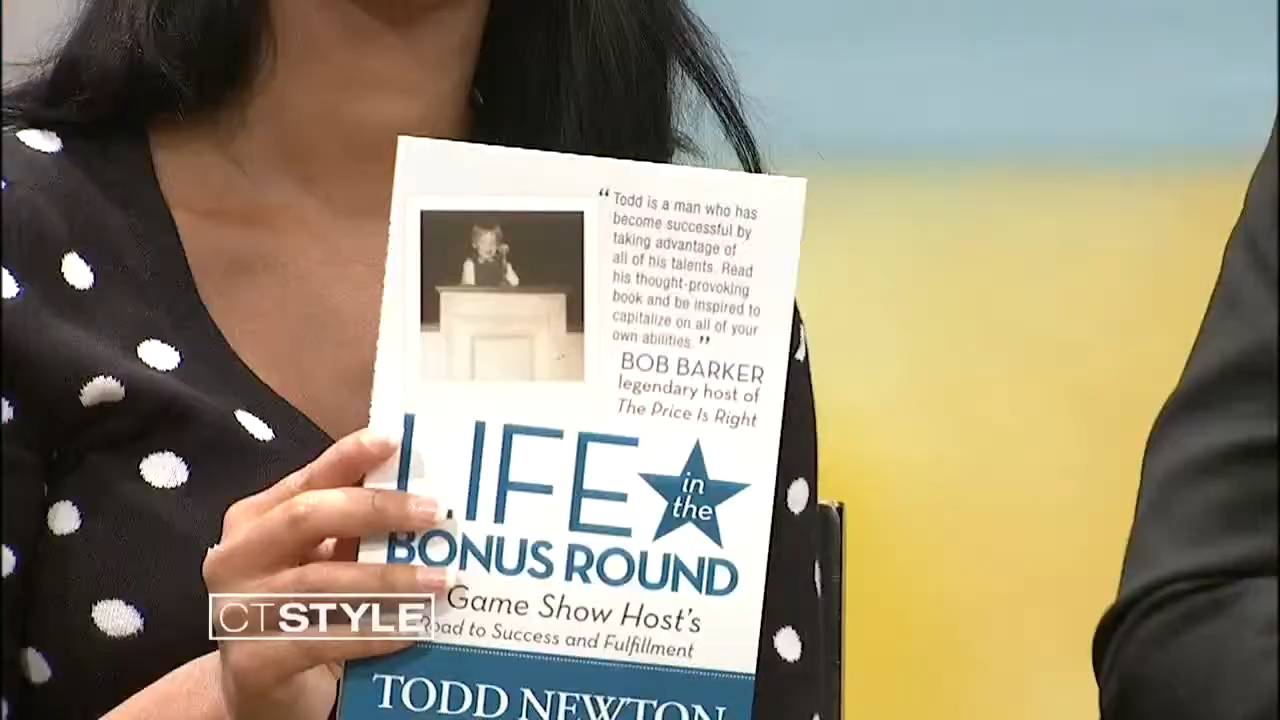 “Todd is a man who has
become successful by
taking advantage of
all of his talents. Read
his thought-provoking
book and be inspired to
capitalize on all of your
own abilities.”
BOB BARKER
legendary host of
The Price Is Right
LIFE in the
BONUS ROUND
Game Show Host's
Road to Success and Fulfillment
TODD NEWTON
CT STYLE